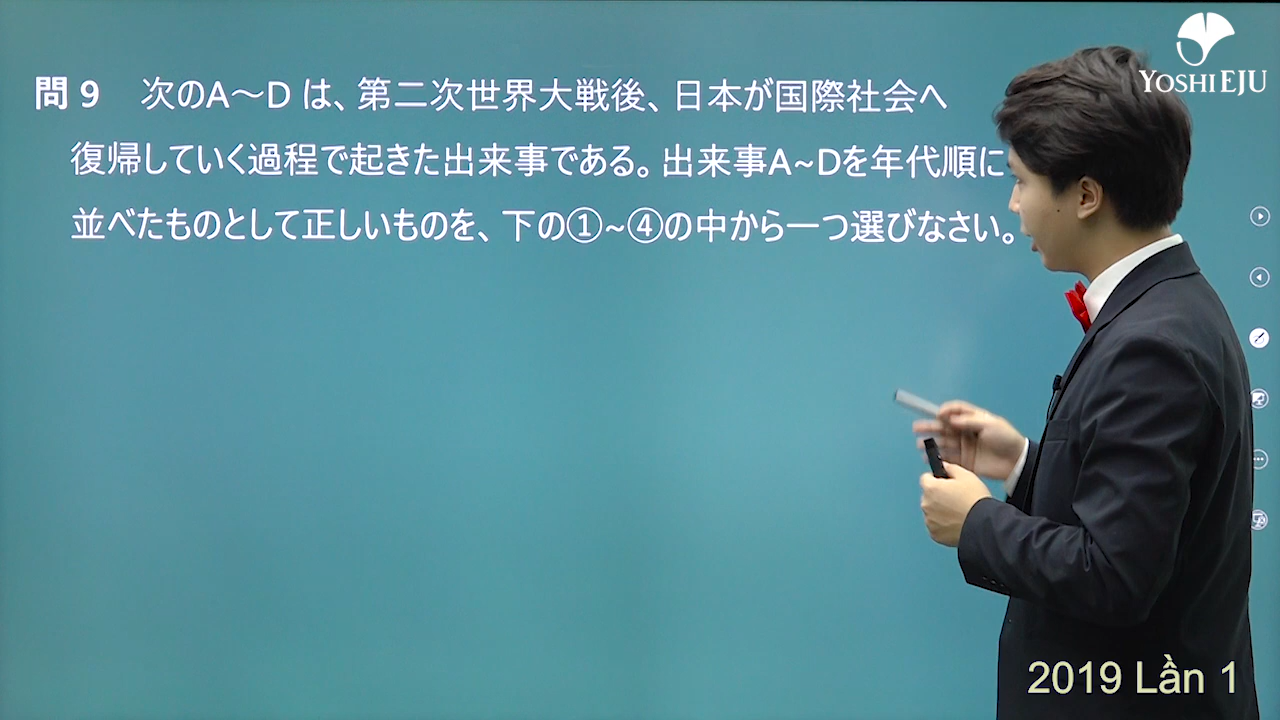 YOSHI EJU
問 9 次のA～D は、第二次世界大戦後、日本が国際社会へ
復帰していく過程で起きた出来事である。出来事A~Dを年代順に
並べたものとして正しいものを、下の①~④の中から一つ選びなさい。
2019 Lần 1